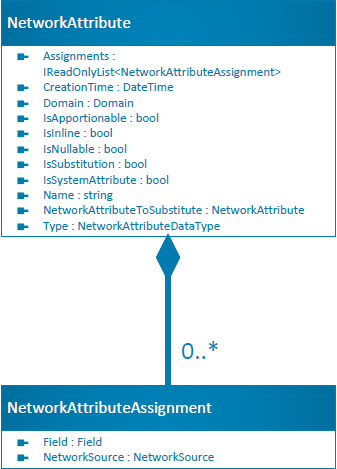 NetworkAttribute
Assignments :
IReadOnlyList<NetworkAttributeAssignment>
CreationTime : DateTime
Domain : Domain
IsApportionable : bool
IsInline : bool
IsNullable : bool
IsSubstitution : bool
IsSystemAttribute : bool
Name : string
NetworkAttributeToSubstitute : NetworkAttribute
Type : NetworkAttributeDataType
0..*
NetworkAttributeAssignment
Field : Field
NetworkSource : NetworkSource